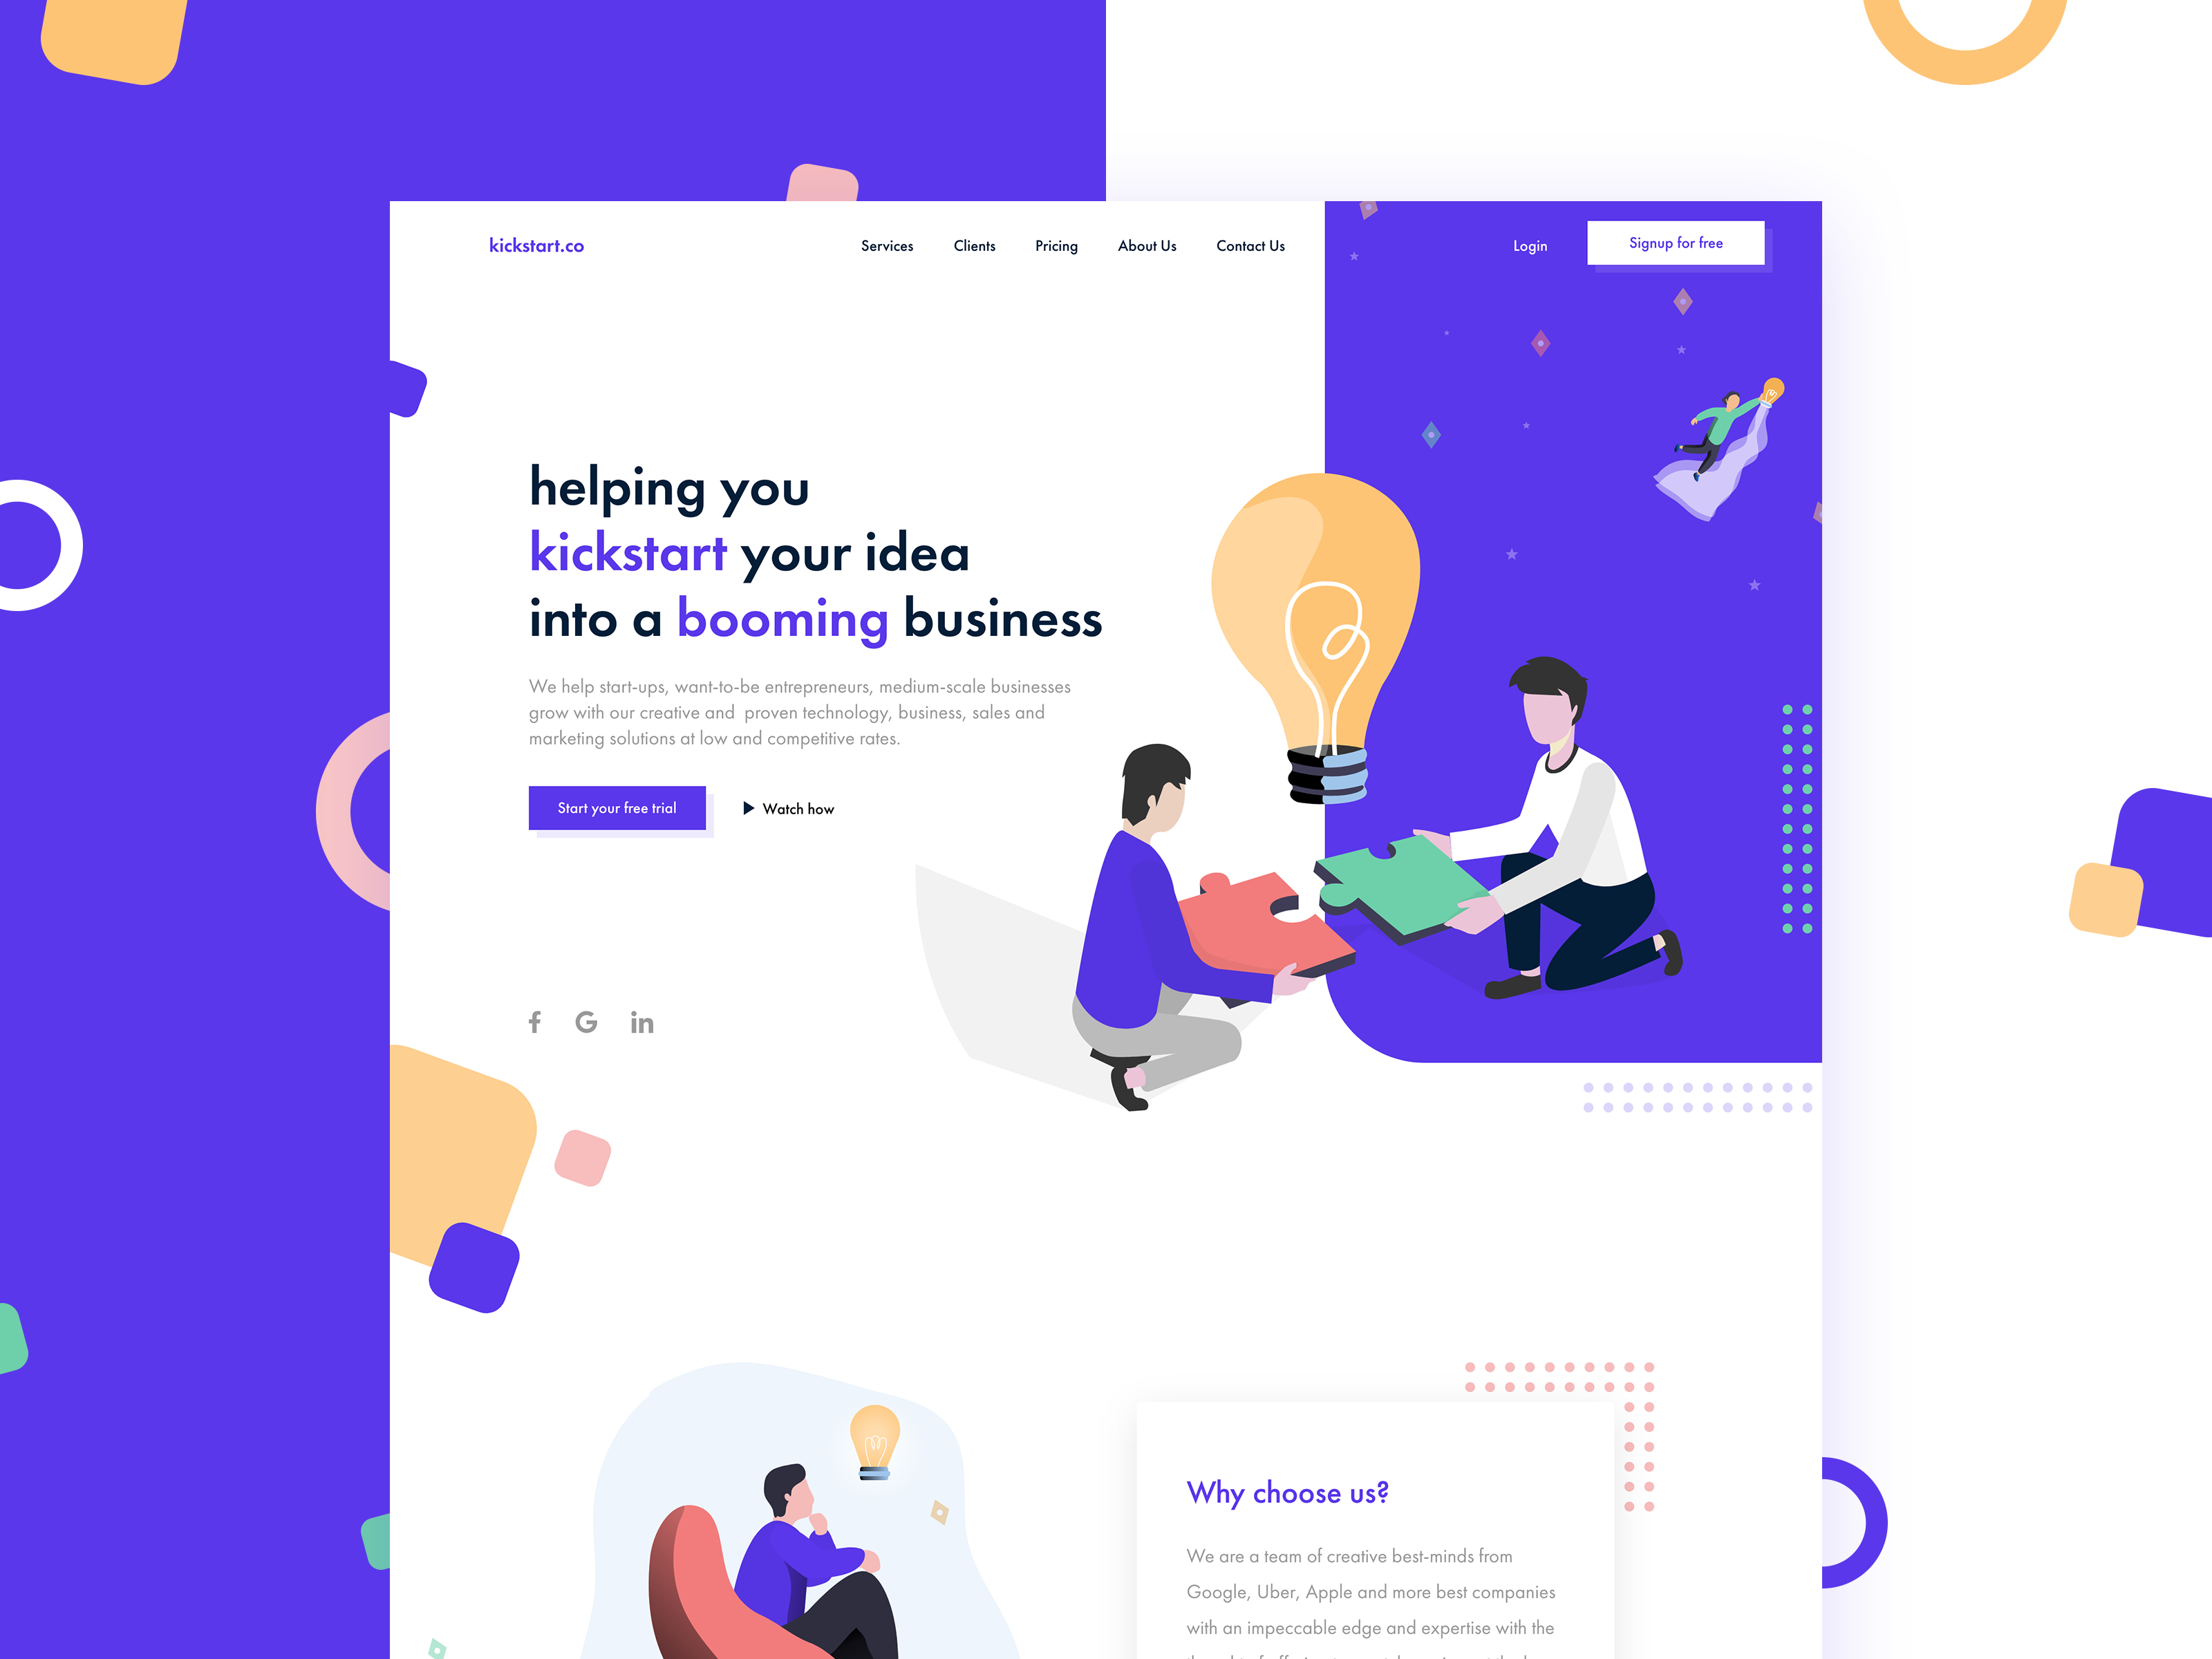 kickstart.co
Services Clients Pricing About Us Contact Us
Login
Signup for free
helping you
kickstart your idea
into a booming business
We help start-ups, want-to-be entrepreneurs, medium-scale businesses
grow with our creative and  proven technology, business, sales and
marketing solutions at low and competitive rates.
Start your free trial
Watch how
Why choose us?
We are a team of creative best-minds from
Google, Uber, Apple and more best companies
with an impeccable edge and expertise with the